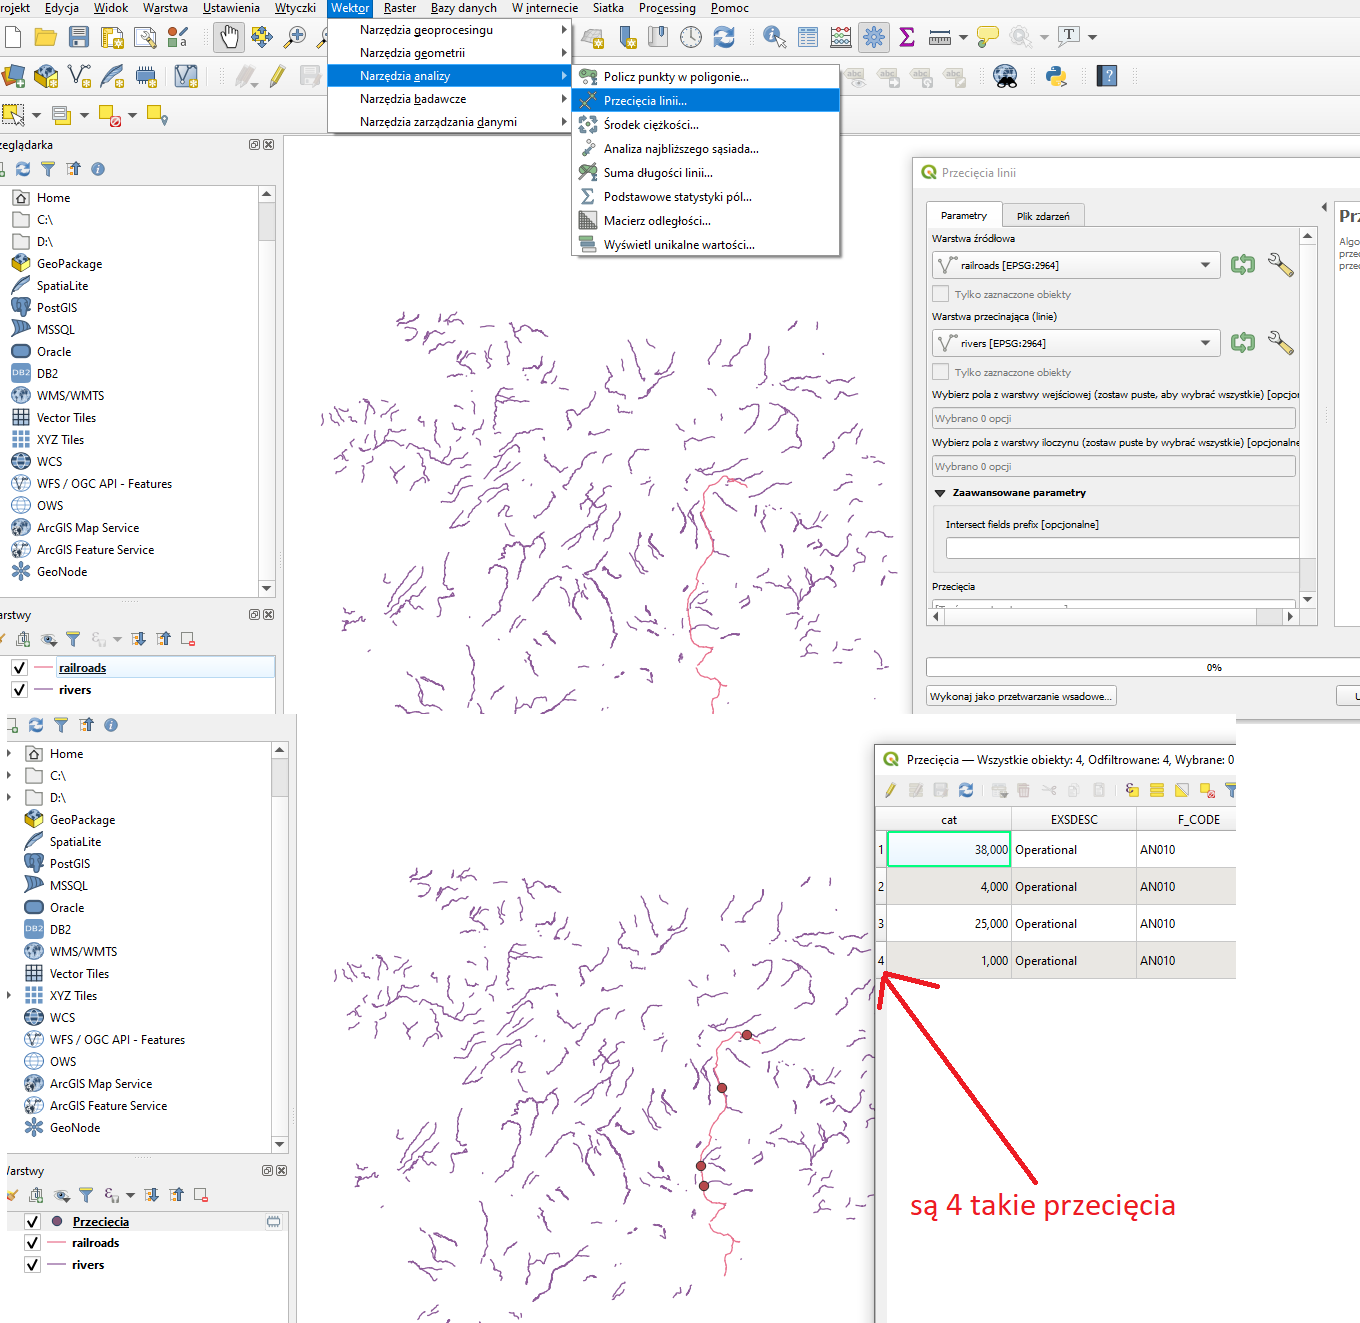 rojekt Edycja Widok Warstwa Ustawienia Wtyczki Wektor Raster Bazy danych W internecie Siatka Processing Pomoc
Narzędzia geoprocesingu
Narzędzia geometrii
Narzędzia analizy
Narzędzia badawcze
Narzędzia zarządzania danymi
Policz punkty w poligonie...
Przecięcia linii...
Środek ciężkości...
Analiza najbliższego sąsiada...
Suma długości linii...
Podstawowe statystyki pól...
Macierz odległości...
Wyświetl unikalne wartości...
zeglądarka
Home
C:\
D:\
GeoPackage
SpatiaLite
PostGIS
MSSQL
Oracle
DB2
WMS/WMTS
Vector Tiles
XYZ Tiles
WCS
WFS / OGC API - Features
OWS
ArcGIS Map Service
ArcGIS Feature Service
GeoNode
arstwy
railroads
rivers
Przecięcia linii
Parametry Plik zdarzeń
Warstwa źródłowa
railroads [EPSG:2964]
Tylko zaznaczone obiekty
Warstwa przecinająca (linie)
rivers [EPSG:2964]
Tylko zaznaczone obiekty
Wybierz pola z warstwy wejściowej (zostaw puste, aby wybrać wszystkie) [opcjor
Wybrano 0 opcji
Wybierz pola z warstwy iloczynu (zostaw puste by wybrać wszystkie) [opcjonalne
Wybrano 0 opcji
Zaawansowane parametry
Intersect fields prefix [opcjonalne]
Przecięcia
0%
Wykonaj jako przetwarzanie wsadowe...
U
Prz
Algo
przec
przec
Home
C:\
D:\
GeoPackage
SpatiaLite
PostGIS
MSSQL
Oracle
DB2
WMS/WMTS
Vector Tiles
XYZ Tiles
WCS
WFS / OGC API - Features
OWS
ArcGIS Map Service
ArcGIS Feature Service
GeoNode
Warstwy
Przecięcia
railroads
rivers
Przecięcia — Wszystkie obiekty: 4, Odfiltrowane: 4, Wybrane: 0
cat EXSDESC F_CODE
1 38,000 Operational AN010
2 4,000 Operational AN010
3 25,000 Operational AN010
4 1,000 Operational AN010
są 4 takie przecięcia